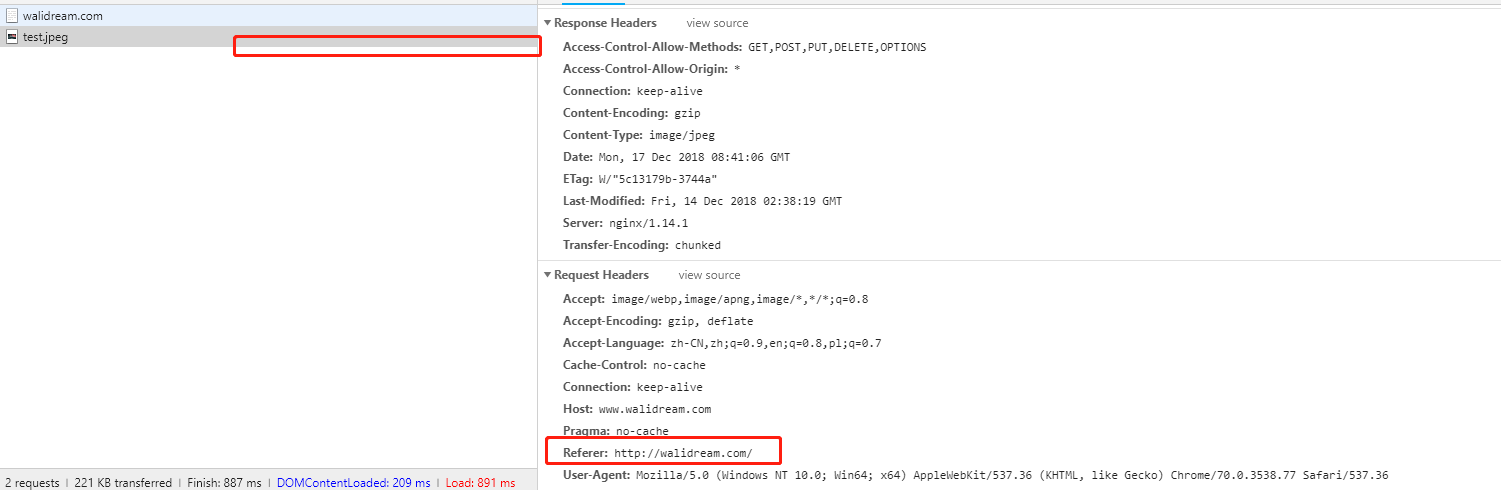 walidream.com
test.jpeg
2 requests | 221 KB transferred | Finish: 887 ms | DOMContentLoaded: 209 ms | Load: 891 ms
Response Headers view source
Access-Control-Allow-Methods: GET,POST,PUT,DELETE,OPTIONS
Access-Control-Allow-Origin: *
Connection: keep-alive
Content-Encoding: gzip
Content-Type: image/jpeg
Date: Mon, 17 Dec 2018 08:41:06 GMT
ETag: W/"5c13179b-3744a"
Last-Modified: Fri, 14 Dec 2018 02:38:19 GMT
Server: nginx/1.14.1
Transfer-Encoding: chunked
Request Headers view source
Accept: image/webp,image/apng,image/*,*/*;q=0.8
Accept-Encoding: gzip, deflate
Accept-Language: zh-CN,zh;q=0.9,en;q=0.8,pl;q=0.7
Cache-Control: no-cache
Connection: keep-alive
Host: www.walidream.com
Pragma: no-cache
Referer: http://walidream.com/
User-Agent: Mozilla/5.0 (Windows NT 10.0; Win64; x64) AppleWebKit/537.36 (KHTML, like Gecko) Chrome/70.0.3538.77 Safari/537.36